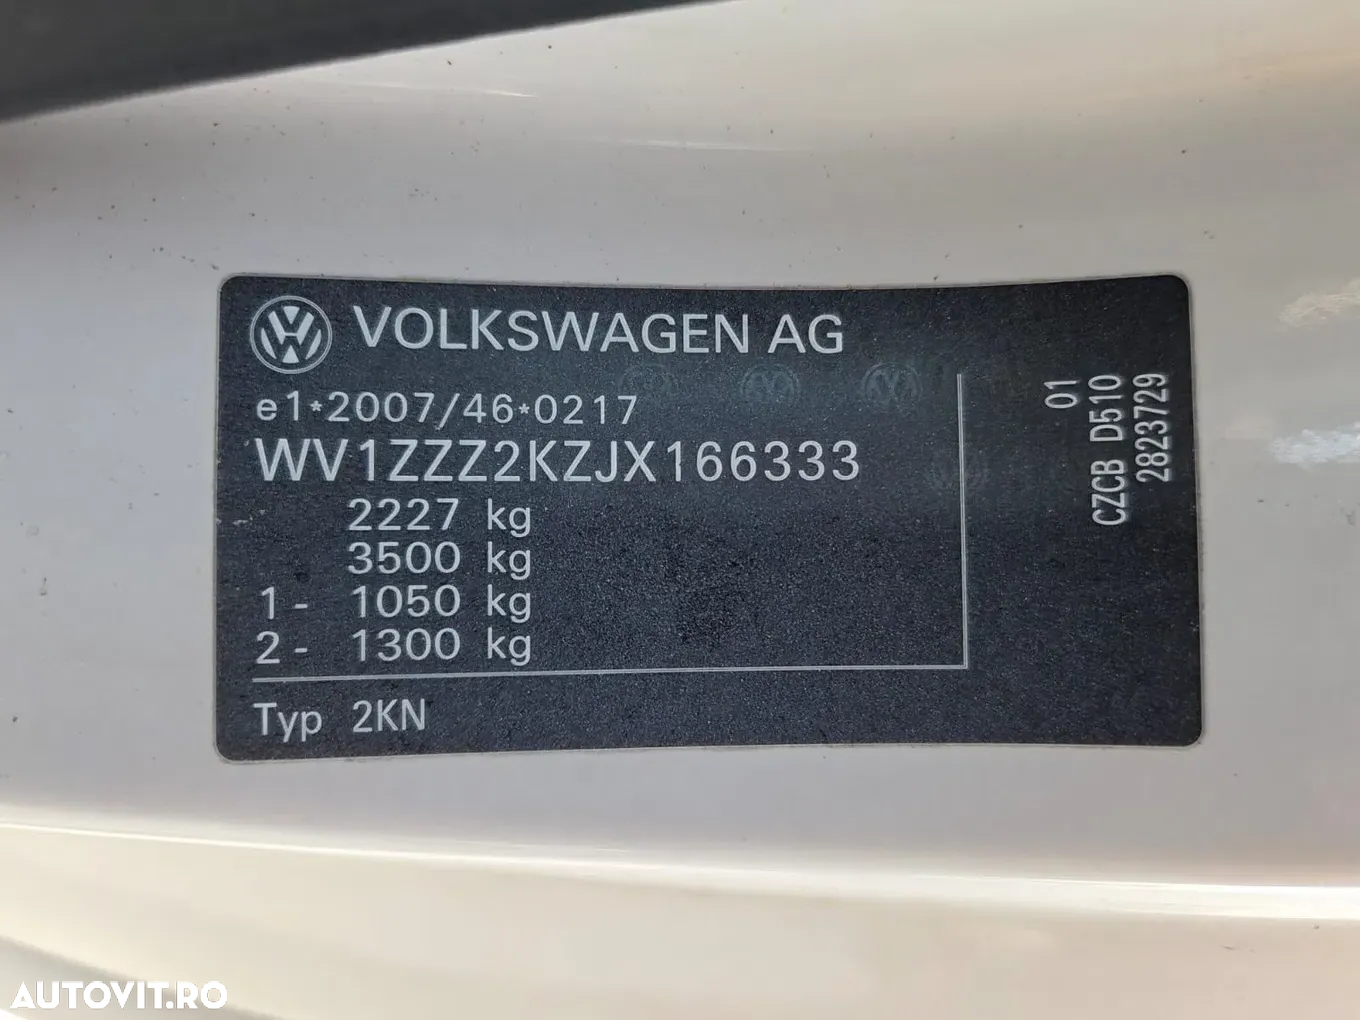 VOLKSWAGEN AG
e1*2007/46*0217
WV1ZZZ2KZJX166333
2227 kg
3500 kg
1- 1050 kg
2- 1300 kg
Typ 2KN
01
CZCB D510
2823729
AUTOVIT.RO